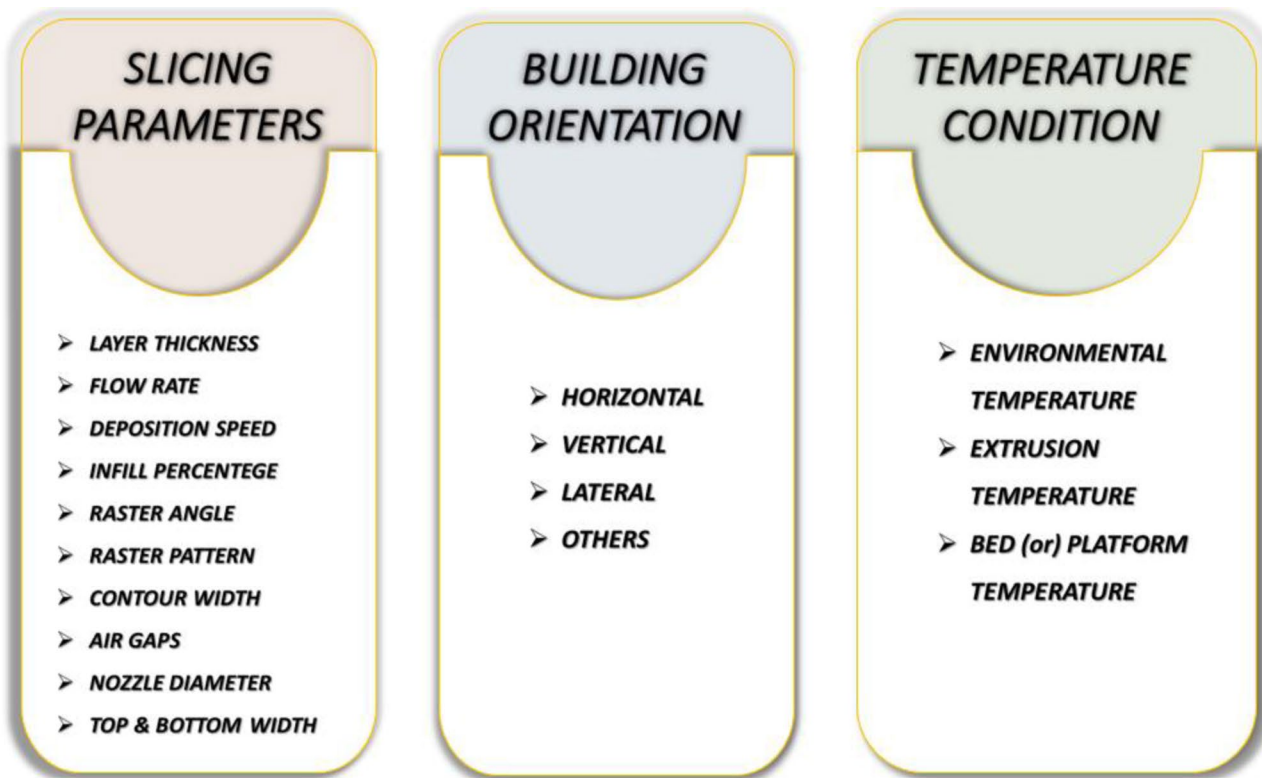 SLICING
PARAMETERS
➢ LAYER THICKNESS
➢ FLOW RATE
➢ DEPOSITION SPEED
➢ INFILL PERCENTEGE
➢ RASTER ANGLE
➢ RASTER PATTERN
➢ CONTOUR WIDTH
➢ AIR GAPS
➢ NOZZLE DIAMETER
➢ TOP & BOTTOM WIDTH
BUILDING
ORIENTATION
➢ HORIZONTAL
➢ VERTICAL
➢ LATERAL
➢ OTHERS
TEMPERATURE
CONDITION
➢ ENVIRONMENTAL
TEMPERATURE
➢ EXTRUSION
TEMPERATURE
➢ BED (or) PLATFORM
TEMPERATURE